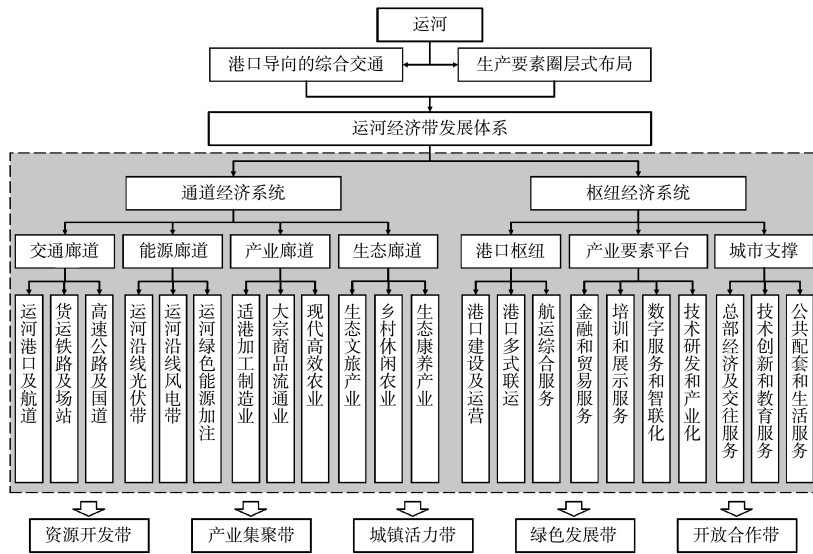 运河
港口导向的综合交通
生产要素圈层式布局
运河经济带发展体系
通道经济系统
枢纽经济系统
交通廊道
能源廊道
产业廊道
生态廊道
港口枢纽
产业要素平台
城市支撑
运河港口及航道
货运铁路及场站
高速公路及国道
运河沿线光伏带
运河沿线风电带
运河绿色能源加注
适港加工制造业
大宗商品流通业
现代高效农业
生态文旅产业
乡村休闲农业
生态康养产业
港口建设及运营
港口多式联运
航运综合服务
金融和贸易服务
培训和展示服务
数字服务和智联化
技术研发和产业化
总部经济及交往服务
技术创新和教育服务
公共配套和生活服务
资源开发带
产业集聚带
城镇活力带
绿色发展带
开放合作带